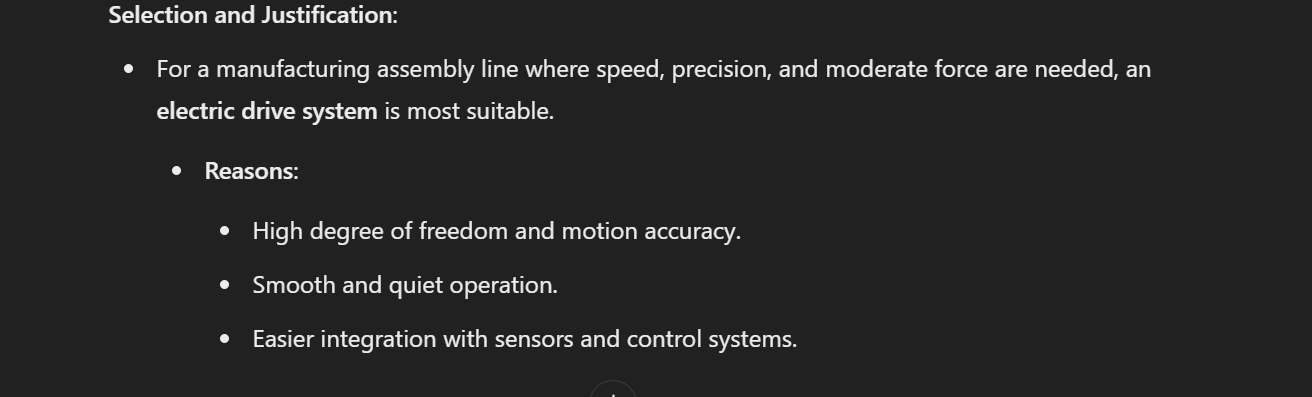 Selection and Justification:
• For a manufacturing assembly line where speed, precision, and moderate force are needed, an
electric drive system is most suitable.
• Reasons:
• High degree of freedom and motion accuracy.
• Smooth and quiet operation.
• Easier integration with sensors and control systems.